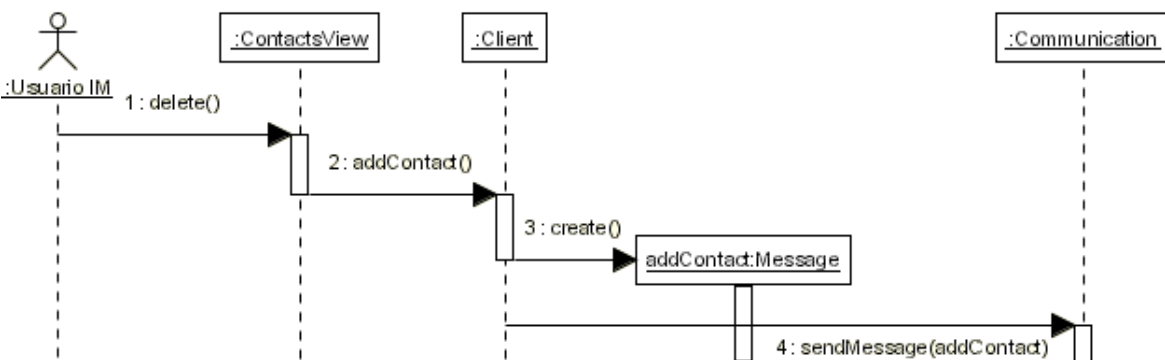 :ContactsView
:Client
:Communication
:Usuario IM
1 : delete()
2 : addContact()
3 : create()
addContact:Message
4 : sendMessage(addContact)